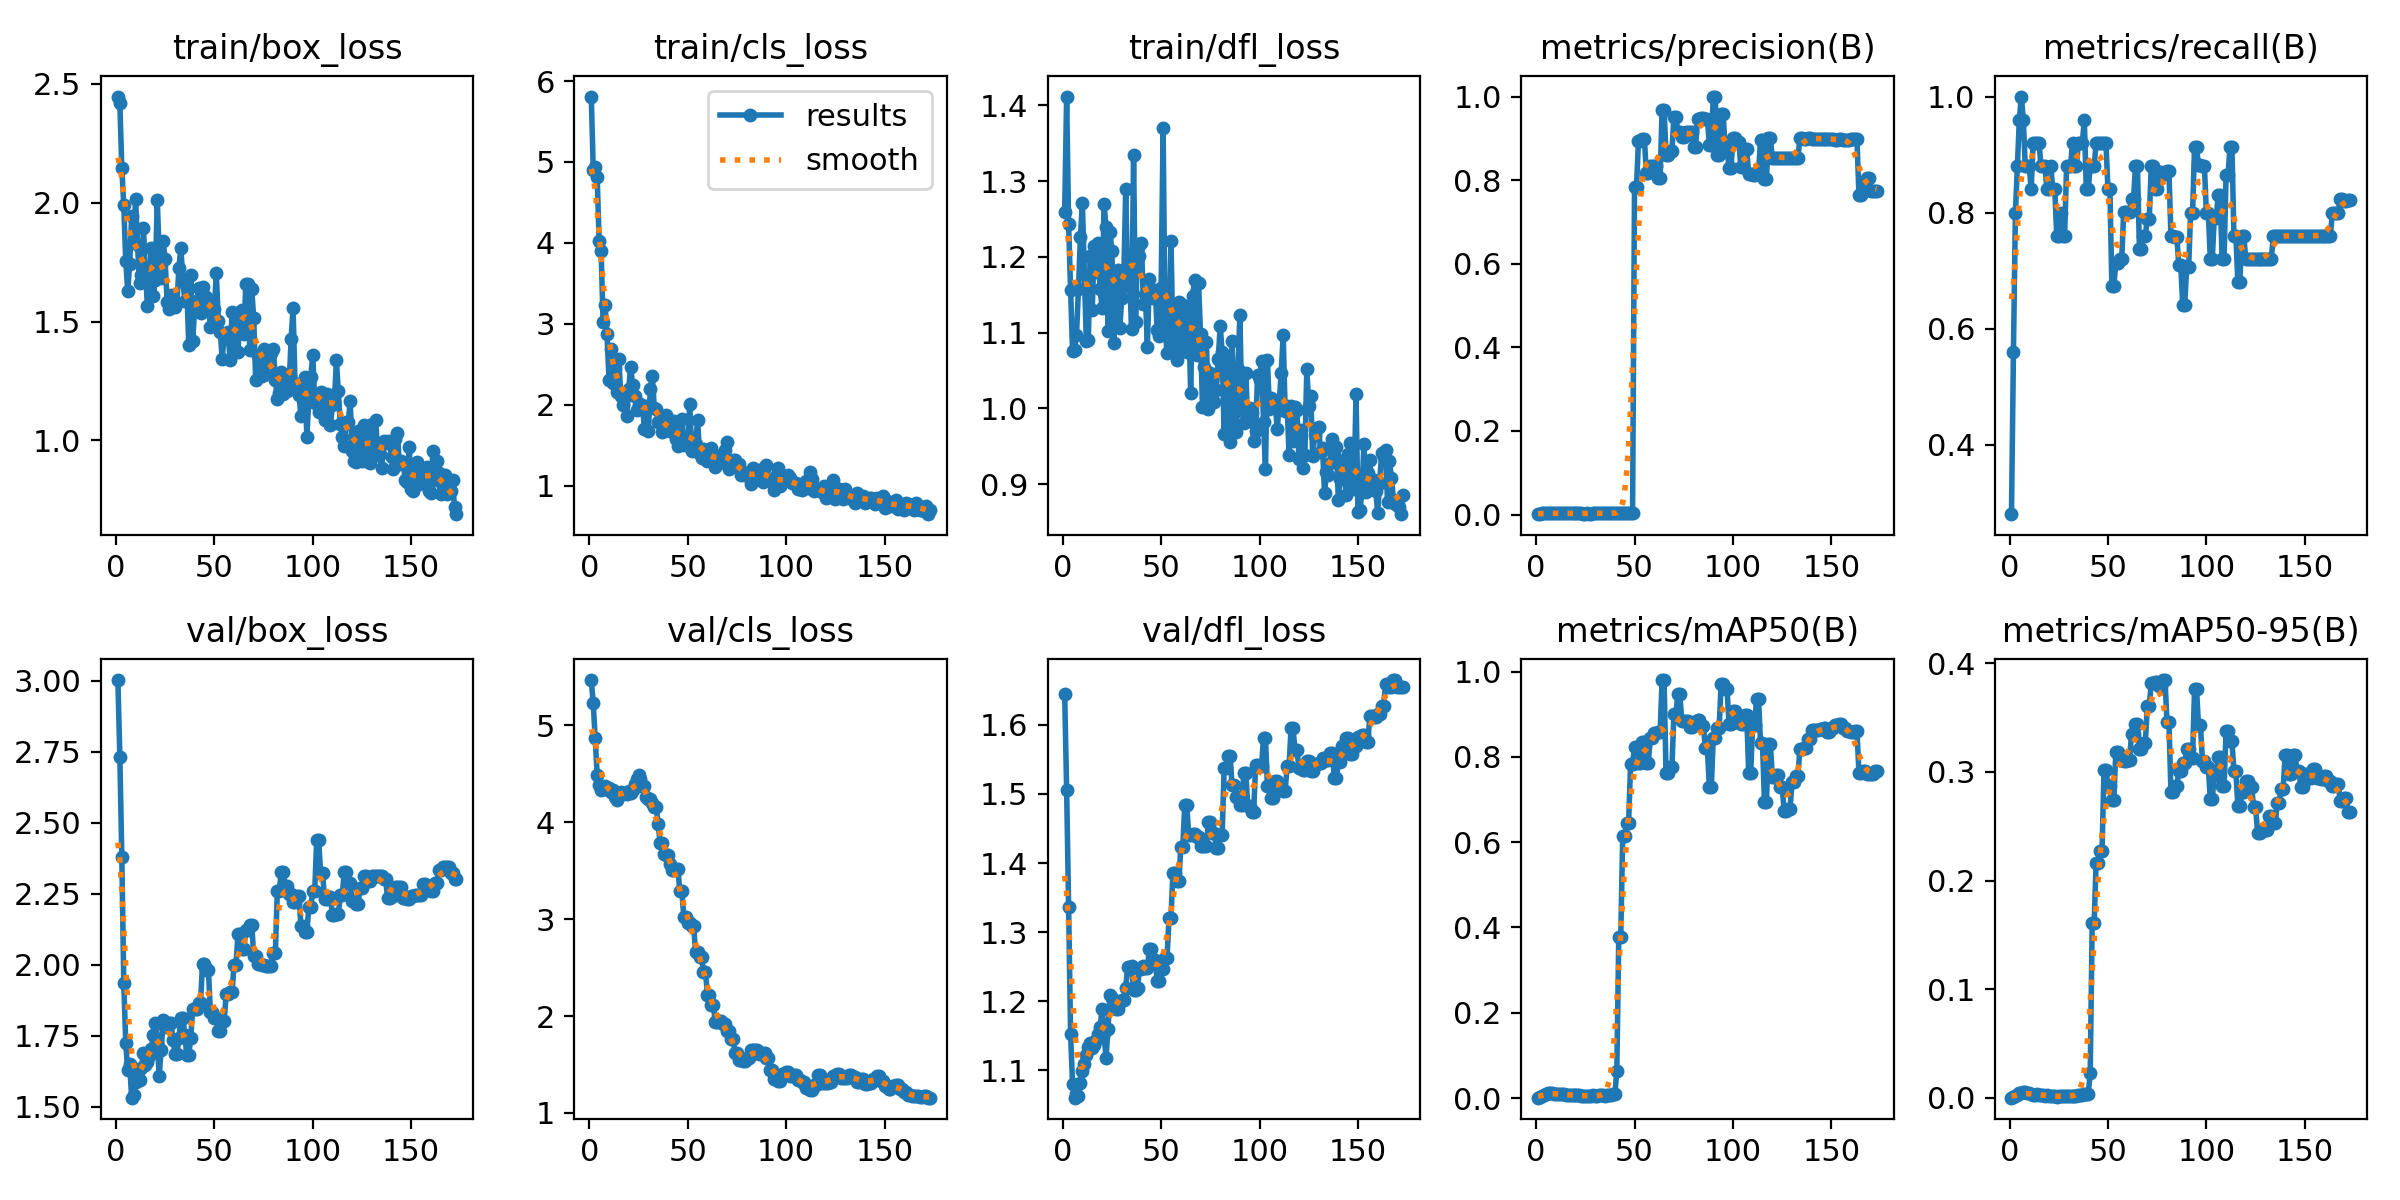 train/box_loss
2.5
2.0
1.5
1.0
0 50 100 150
train/cls_loss
6
5
4
3
2
1
0 50 100 150
results
smooth
train/dfl_loss
1.4
1.3
1.2
1.1
1.0
0.9
0 50 100 150
metrics/precision(B)
1.0
0.8
0.6
0.4
0.2
0.0
0 50 100 150
metrics/recall(B)
1.0
0.8
0.6
0.4
0 50 100 150
val/box_loss
3.00
2.75
2.50
2.25
2.00
1.75
1.50
0 50 100 150
val/cls_loss
5
4
3
2
1
0 50 100 150
val/dfl_loss
1.6
1.5
1.4
1.3
1.2
1.1
0 50 100 150
metrics/mAP50(B)
1.0
0.8
0.6
0.4
0.2
0.0
0 50 100 150
metrics/mAP50-95(B)
0.4
0.3
0.2
0.1
0.0
0 50 100 150